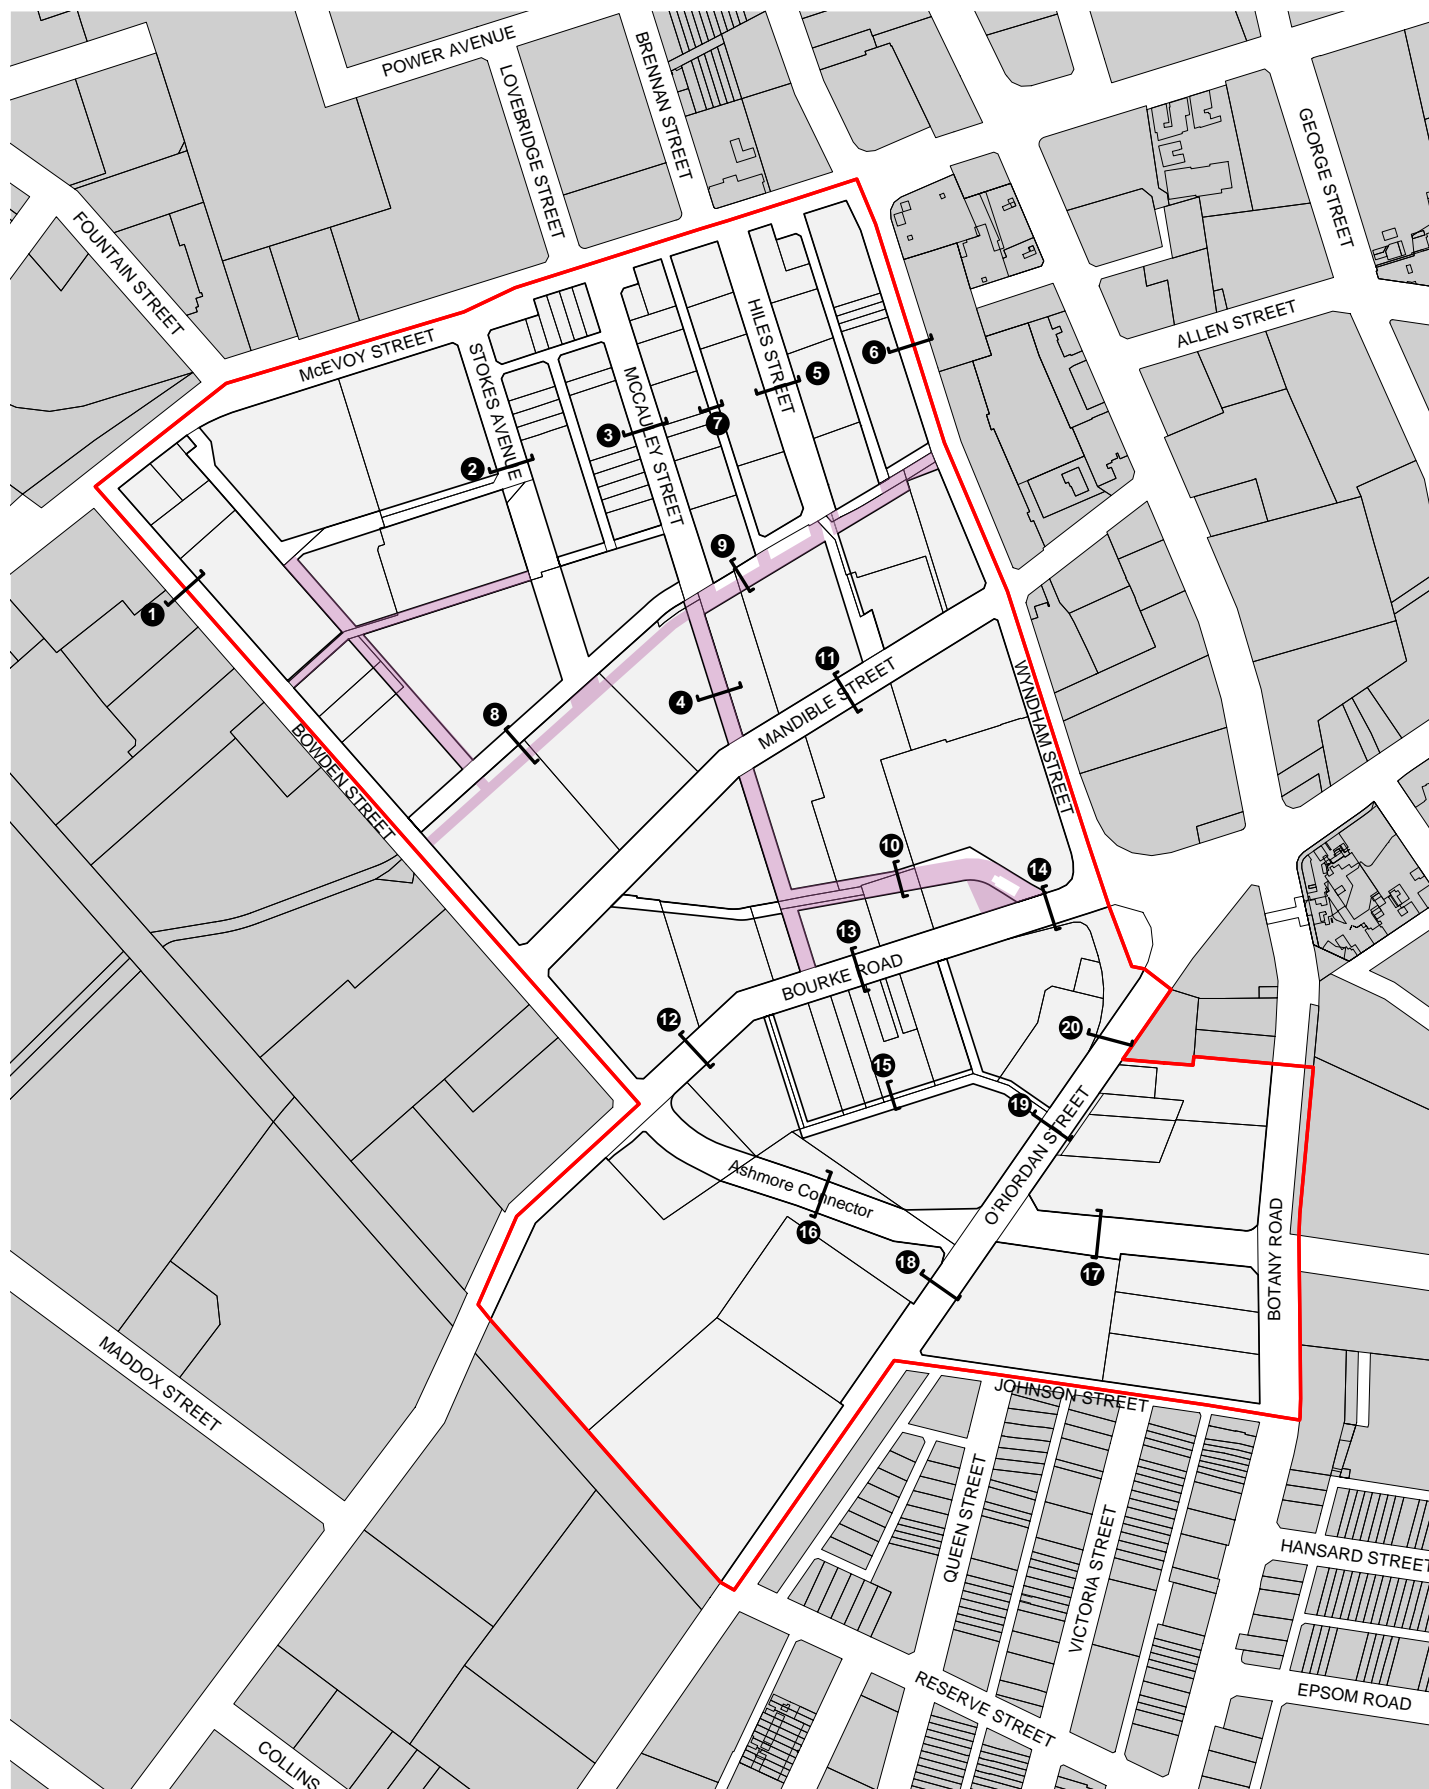 POWER AVENUE
BRENNAN STREET
LOVEBRIDGE STREET
GEORGE STREET
FOUNTAIN STREET
ALLEN STREET
McEVOY STREET
HILES STREET
STOKES AVENUE
MCCAULEY STREET
6
5
7
3
2
9
1
11
4
8
MANDIBLE STREET
WYNDHAM STREET
BOWDEN STREET
10
14
13
BOURKE ROAD
12
20
15
19
O'RIORDAN STREET
Ashmore Connector
16
18
17
BOTANY ROAD
MADDOX STREET
JOHNSON STREET
QUEEN STREET
VICTORIA STREET
HANSARD STREET
RESERVE STREET
EPSOM ROAD
COLLINS